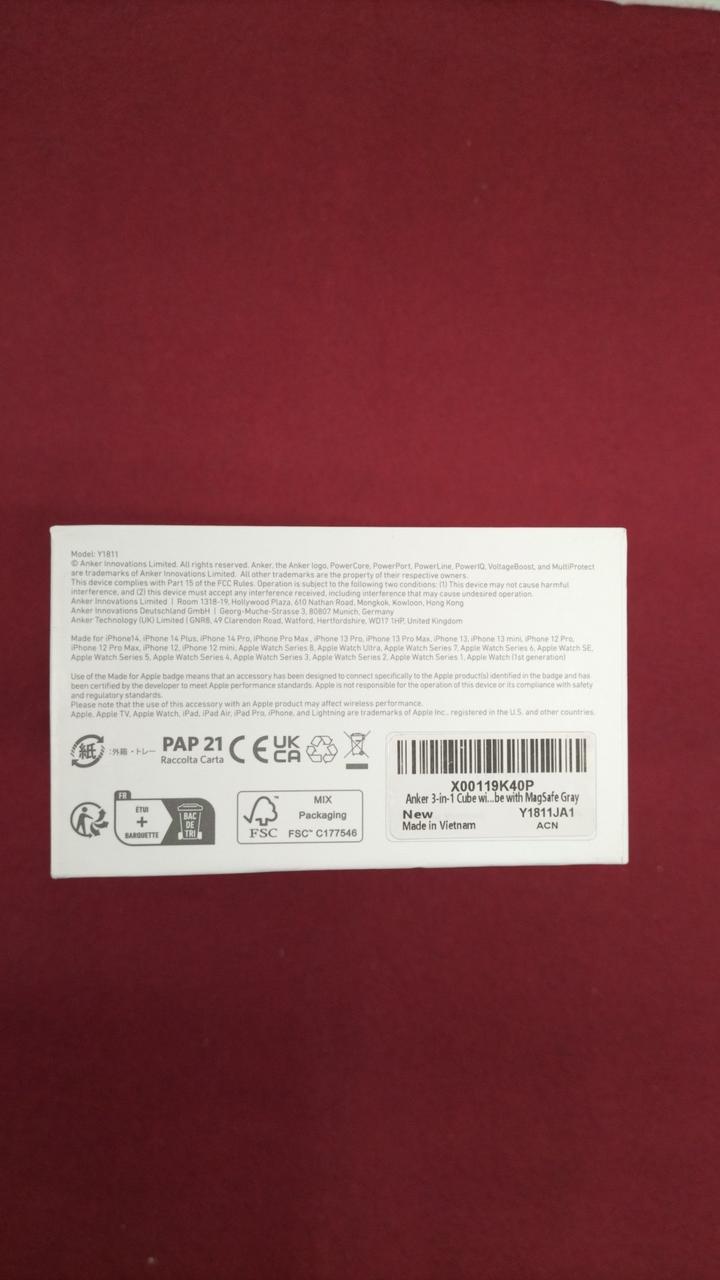 Model: Y1811
© Anker Innovations Limited. All rights reserved. Anker, the Anker logo, PowerCore, PowerPort, PowerLine, PowerIQ, VoltageBoost, and MultiProtect
are trademarks of Anker Innovations Limited. All other trademarks are the property of their respective owners.
This device complies with Part 15 of the FCC Rules. Operation is subject to the following two conditions: (1) This device may not cause harmful
interference, and (2) this device must accept any interference received, including interference that may cause undesired operation.
Anker Innovations Limited | Room 1318-19, Hollywood Plaza, 610 Nathan Road, Mongkok, Kowloon, Hong Kong
Anker Innovations Deutschland GmbH | Georg-Muche-Strasse 3, 80807 Munich, Germany
Anker Technology (UK) Limited | GNR8, 49 Clarendon Road, Watford, Hertfordshire, WD17 1HP, United Kingdom
Made for iPhone14, iPhone 14 Plus, iPhone 14 Pro, iPhone Pro Max , iPhone 13 Pro, iPhone 13 Pro Max, iPhone 13, iPhone 13 mini, iPhone 12 Pro,
iPhone 12 Pro Max, iPhone 12, iPhone 12 mini, Apple Watch Series 8, Apple Watch Ultra, Apple Watch Series 7, Apple Watch Series 6, Apple Watch SE,
Apple Watch Series 5, Apple Watch Series 4, Apple Watch Series 3, Apple Watch Series 2, Apple Watch Series 1, Apple Watch (1st generation)
Use of the Made for Apple badge means that an accessory has been designed to connect specifically to the Apple product(s) identified in the badge and has
been certified by the developer to meet Apple performance standards. Apple is not responsible for the operation of this device or its compliance with safety
and regulatory standards.
Please note that the use of this accessory with an Apple product may affect wireless performance.
Apple, Apple TV, Apple Watch, iPad, iPad Air, iPad Pro, iPhone, and Lightning are trademarks of Apple Inc., registered in the U.S. and other countries.
紙 :外箱・トレー
PAP 21
Raccolta Carta
CE
UK
CA
FR
ÉTUI
+
BARQUETTE
BAC
DE
TRI
FSC
MIX
Packaging
FSC™ C177546
X00119K40P
Anker 3-in-1 Cube wi...be with MagSafe Gray
New Y1811JA1
Made in Vietnam ACN